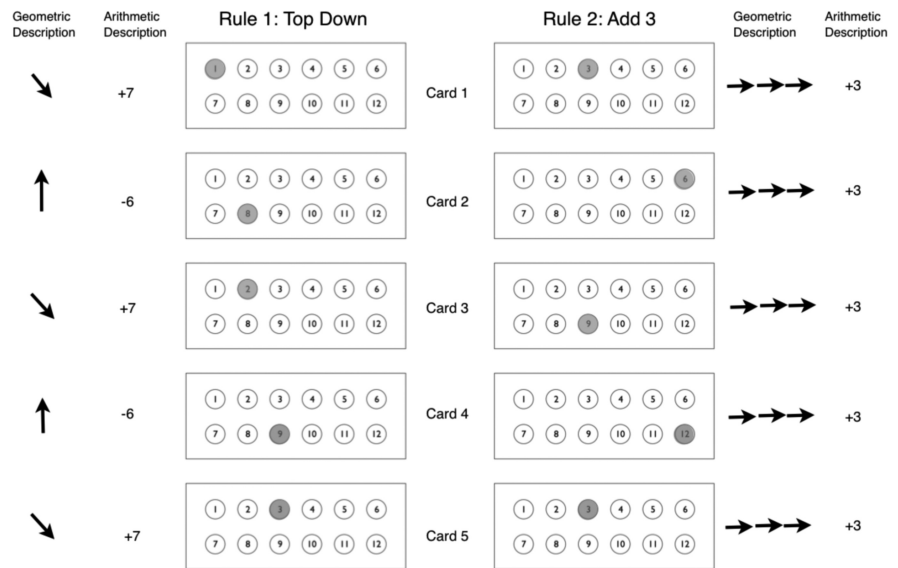 Geometric Description
Arithmetic Description
Rule 1: Top Down
Rule 2: Add 3
Geometric Description
Arithmetic Description
+7
1 2 3 4 5 6
7 8 9 10 11 12
Card 1
1 2 3 4 5 6
7 8 9 10 11 12
+3
-6
1 2 3 4 5 6
7 8 9 10 11 12
Card 2
1 2 3 4 5 6
7 8 9 10 11 12
+3
+7
1 2 3 4 5 6
7 8 9 10 11 12
Card 3
1 2 3 4 5 6
7 8 9 10 11 12
+3
-6
1 2 3 4 5 6
7 8 9 10 11 12
Card 4
1 2 3 4 5 6
7 8 9 10 11 12
+3
+7
1 2 3 4 5 6
7 8 9 10 11 12
Card 5
1 2 3 4 5 6
7 8 9 10 11 12
+3